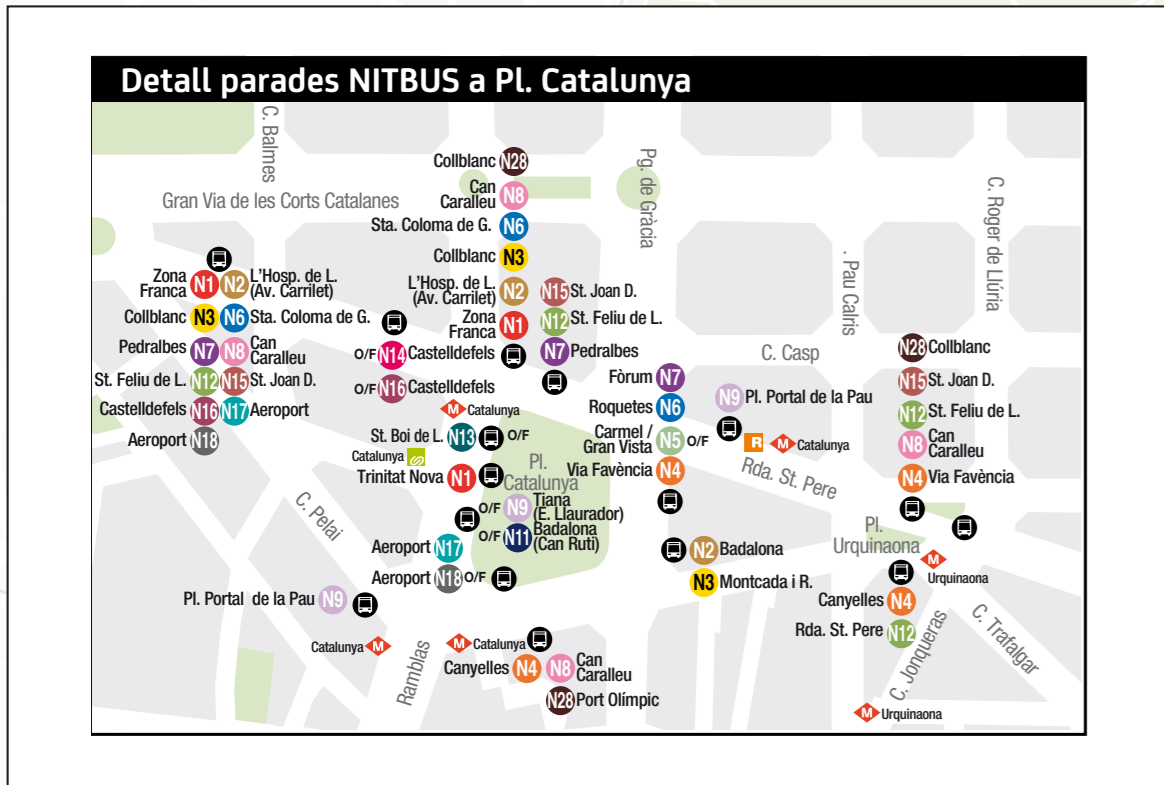 Detall parades NITBUS a Pl. Catalunya
C. Balmes
Gran Via de les Corts Catalanes
Pg. de Gràcia
C. Roger de Llúria
. Pau Calris
C. Casp
Rda. St. Pere
Pl.
Urquinaona
C. Trafalgar
C. Jonqueras
Ramblas
C. Pelai
Pl.
Catalunya
Zona
Franca N1
N2 L'Hosp. de L.
(Av. Carrilet)
Collblanc N3
N6 Sta. Coloma de G.
Pedralbes N7
N8 Can
Caralleu
St. Feliu de L. N12
N15 St. Joan D.
Castelldefels N16
N17 Aeroport
Aeroport N18
Collblanc N28
Can
Caralleu N8
Sta. Coloma de G. N6
Collblanc N3
L'Hosp. de L.
(Av. Carrilet) N2
Zona
Franca N1
N15 St. Joan D.
N12 St. Feliu de L.
N7 Pedralbes
O/F N14 Castelldefels
O/F N16 Castelldefels
M Catalunya
St. Boi de L. N13 O/F
Catalunya
Trinitat Nova N1
O/F N9 Tiana
(E. Llaurador)
O/F N11 Badalona
(Can Ruti)
Aeroport N17
Aeroport N18 O/F
Pl. Portal de la Pau N9
Catalunya M
M Catalunya
Canyelles N4
N8 Can
Caralleu
N28 Port Olímpic
Fòrum N7
Roquetes N6
Carmel /
Gran Vista N5 O/F
Via Favència N4
N9 Pl. Portal de la Pau
R M Catalunya
N2 Badalona
N3 Montcada i R.
N28 Collblanc
N15 St. Joan D.
N12 St. Feliu de L.
N8 Can
Caralleu
N4 Via Favència
M
Urquinaona
Canyelles N4
Rda. St. Pere N12
M Urquinaona